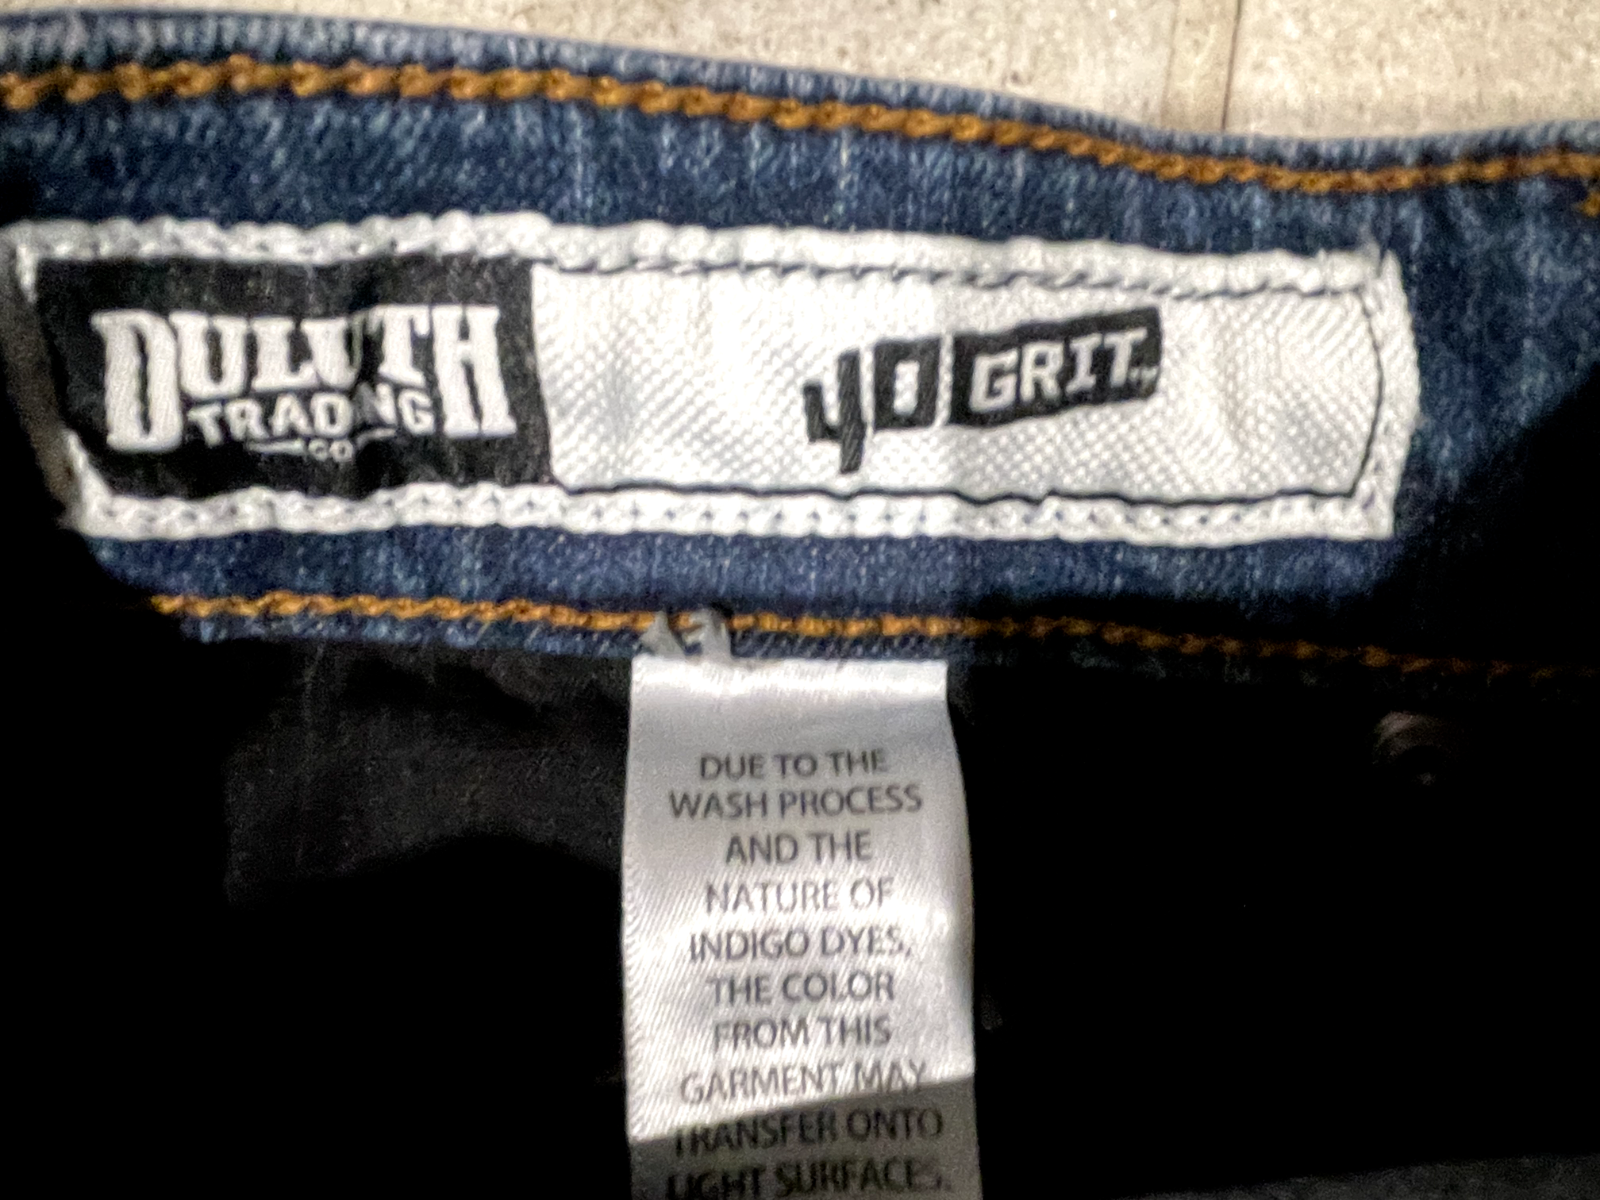 DULUTH
TRADING
CO
40 GRIT™
DUE TO THE
WASH PROCESS
AND THE
NATURE OF
INDIGO DYES,
THE COLOR
FROM THIS
GARMENT MAY
TRANSFER ONTO
LIGHT SURFACES.